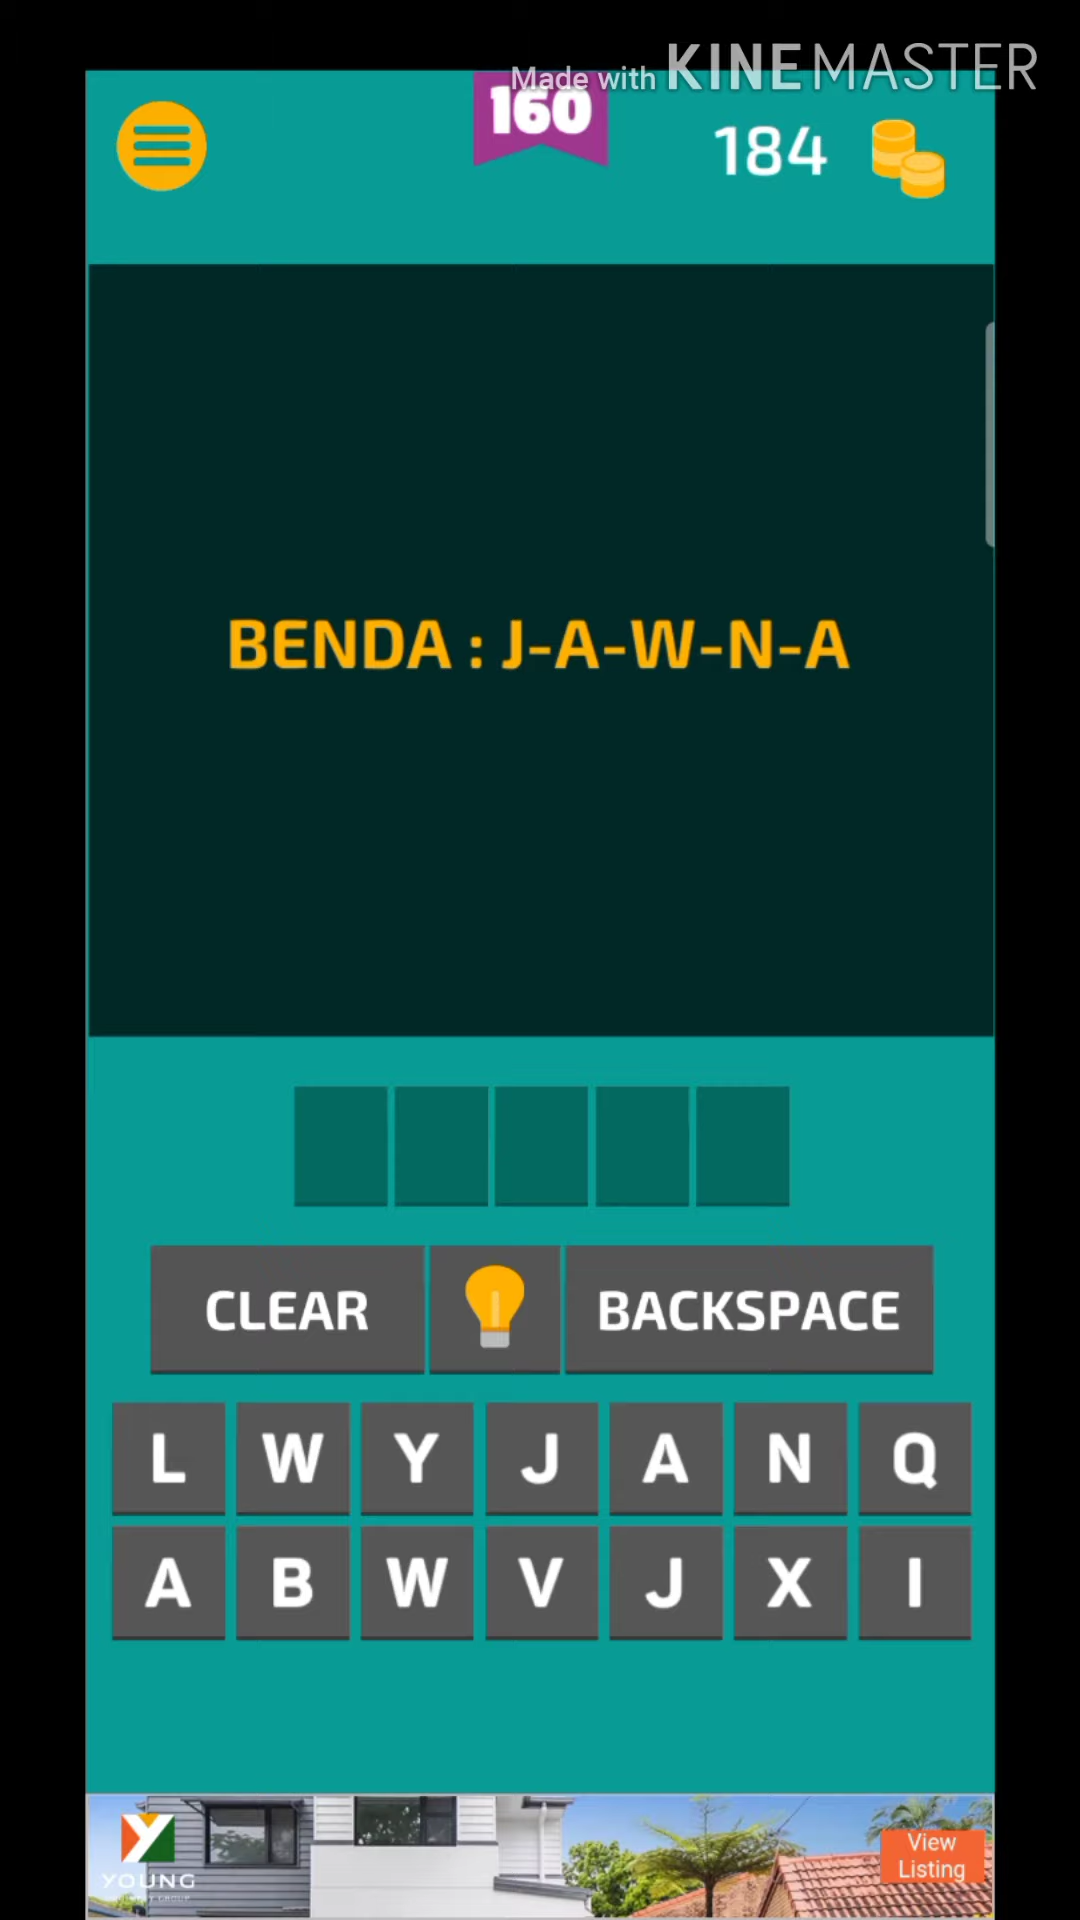 Made with KINEMASTER
160
184
BENDA : J-A-W-N-A
CLEAR
BACKSPACE
L W Y J A N Q
A B W V J X I
YOUNG
View
Listing